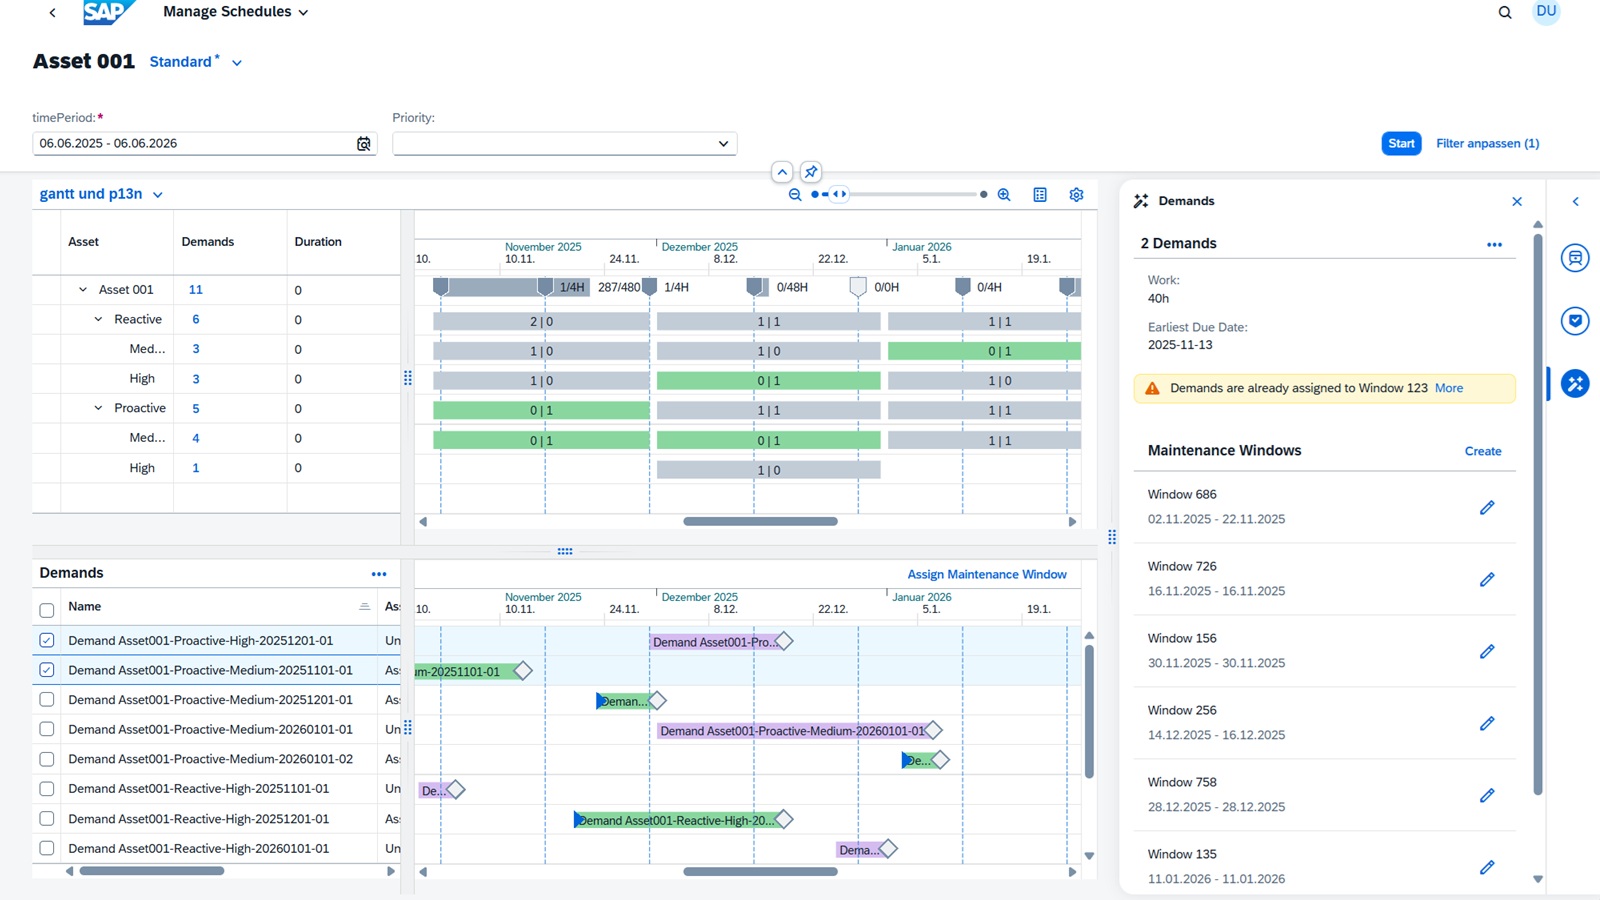 SAP Manage Schedules DU
Asset 001 Standard *
timePeriod:* Priority:
06.06.2025 - 06.06.2026 Start Filter anpassen (1)
gantt und p13n
Asset Demands Duration
November 2025 Dezember 2025 Januar 2026
10. 10.11. 24.11. 8.12. 22.12. 5.1. 19.1.
Asset 001 11 0 1/4H 287/480 1/4H 0/48H 0/0H 0/4H
Reactive 6 0 2 | 0 1 | 1 1 | 1
Med... 3 0 1 | 0 1 | 0 0 | 1
High 3 0 1 | 0 0 | 1 1 | 0
Proactive 5 0 0 | 1 1 | 1 1 | 1
Med... 4 0 0 | 1 0 | 1 1 | 1
High 1 0 1 | 0
Demands Assign Maintenance Window
Name Ass
November 2025 Dezember 2025 Januar 2026
10. 10.11. 24.11. 8.12. 22.12. 5.1. 19.1.
Demand Asset001-Proactive-High-20251201-01 Un Demand Asset001-Pro...
Demand Asset001-Proactive-Medium-20251101-01 Ass um-20251101-01
Demand Asset001-Proactive-Medium-20251201-01 Ass Deman...
Demand Asset001-Proactive-Medium-20260101-01 Un Demand Asset001-Proactive-Medium-20260101-01
Demand Asset001-Proactive-Medium-20260101-02 Ass De...
Demand Asset001-Reactive-High-20251101-01 Un De...
Demand Asset001-Reactive-High-20251201-01 Ass Demand Asset001-Reactive-High-20...
Demand Asset001-Reactive-High-20260101-01 Un Dema...
Demands
2 Demands
Work:
40h
Earliest Due Date:
2025-11-13
Demands are already assigned to Window 123 More
Maintenance Windows Create
Window 686
02.11.2025 - 22.11.2025
Window 726
16.11.2025 - 16.11.2025
Window 156
30.11.2025 - 30.11.2025
Window 256
14.12.2025 - 16.12.2025
Window 758
28.12.2025 - 28.12.2025
Window 135
11.01.2026 - 11.01.2026